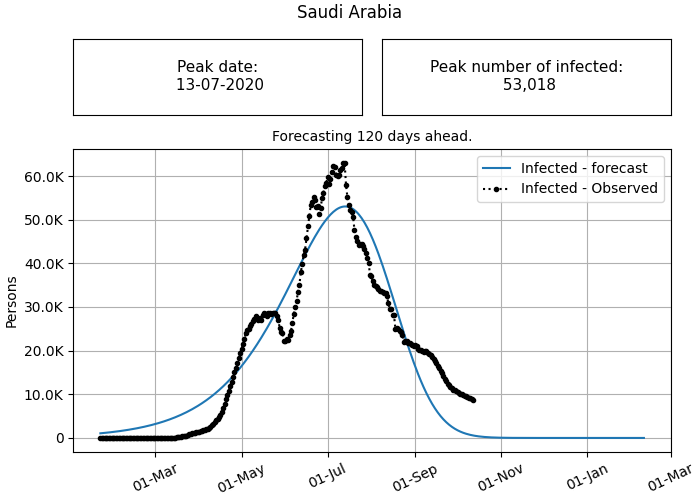 Saudi Arabia
Peak date:
13-07-2020
Peak number of infected:
53,018
Forecasting 120 days ahead.
Infected - forecast
Infected - Observed
Persons
60.0K
50.0K
40.0K
30.0K
20.0K
10.0K
0
01-Mar
01-May
01-Jul
01-Sep
01-Nov
01-Jan
01-Mar